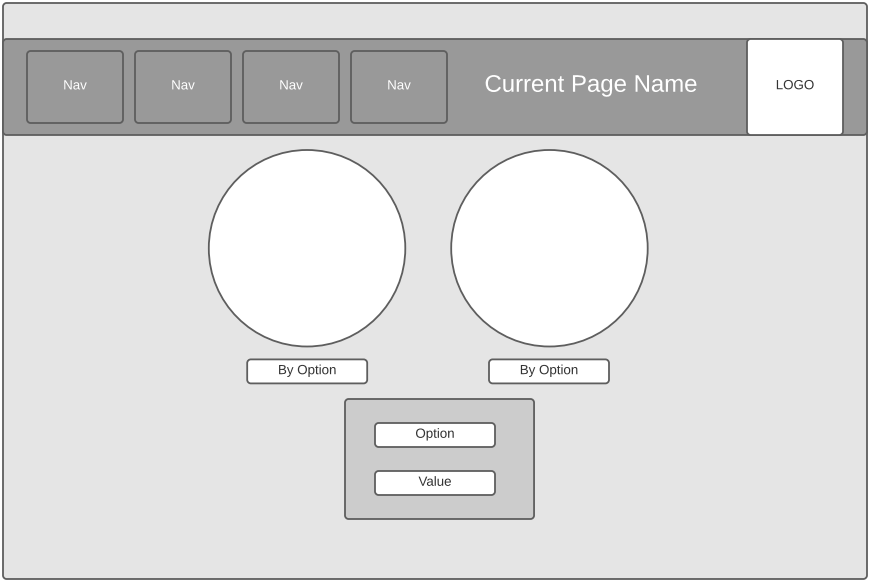 Nav
Nav
Nav
Nav
Current Page Name
LOGO
By Option
By Option
Option
Value